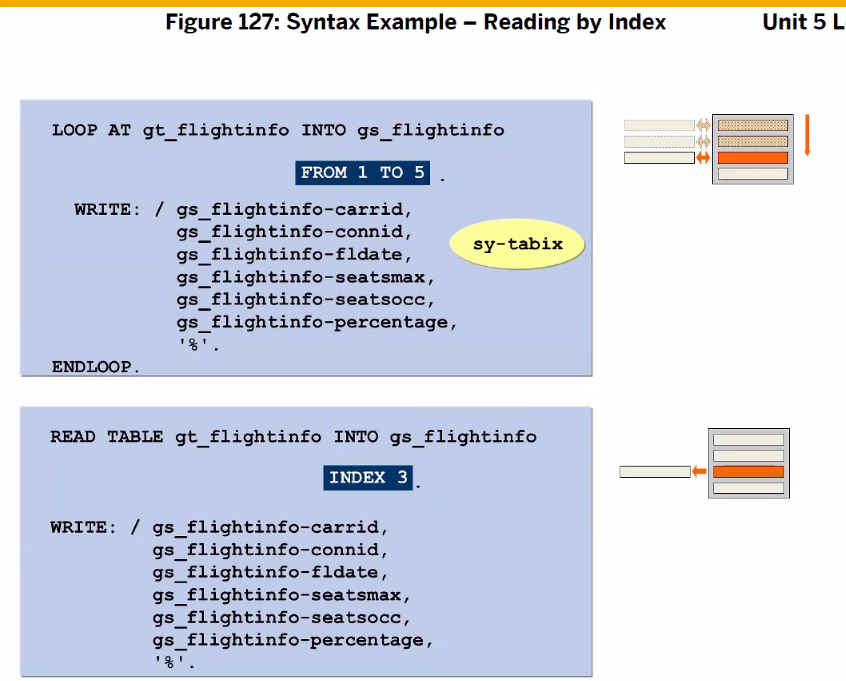 Figure 127: Syntax Example – Reading by Index
Unit 5 L
LOOP AT gt_flightinfo INTO gs_flightinfo
FROM 1 TO 5 .
WRITE: / gs_flightinfo-carrid,
gs_flightinfo-connid,
gs_flightinfo-fldate,
gs_flightinfo-seatsmax,
gs_flightinfo-seatsocc,
gs_flightinfo-percentage,
'%'.
ENDLOOP.
sy-tabix
READ TABLE gt_flightinfo INTO gs_flightinfo
INDEX 3 .
WRITE: / gs_flightinfo-carrid,
gs_flightinfo-connid,
gs_flightinfo-fldate,
gs_flightinfo-seatsmax,
gs_flightinfo-seatsocc,
gs_flightinfo-percentage,
'%'.